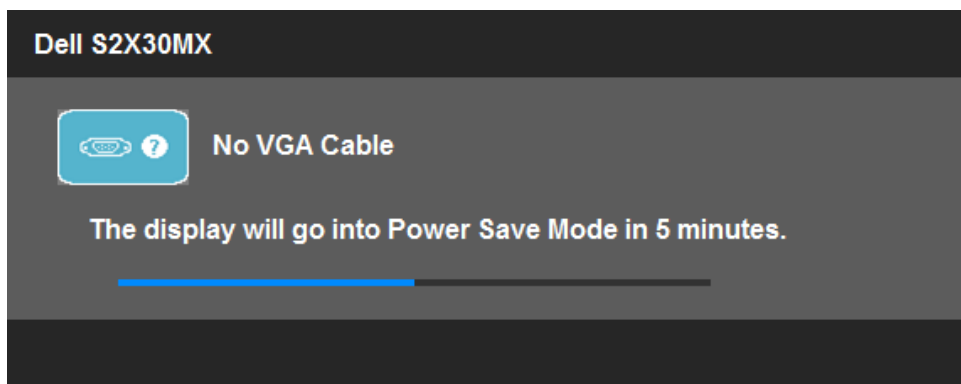 Dell S2X30MX
? No VGA Cable
The display will go into Power Save Mode in 5 minutes.